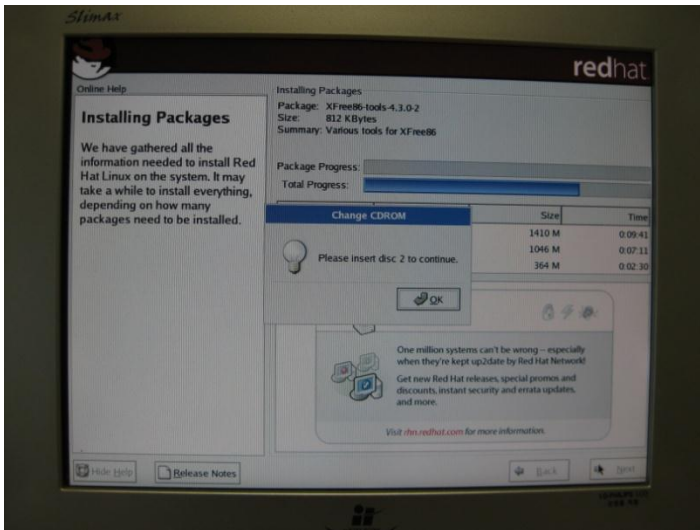 Slimax
redhat
Online Help
Installing Packages
We have gathered all the
information needed to install Red
Hat Linux on the system. It may
take a while to install everything,
depending on how many
packages need to be installed.
Installing Packages
Package: XFree86-tools-4.3.0-2
Size: 812 KBytes
Summary: Various tools for XFree86
Package Progress:
Total Progress:
Size Time
1410 M 0:09:41
1046 M 0:07:11
364 M 0:02:30
Change CDROM
Please insert disc 2 to continue.
OK
One million systems can't be wrong -- especially
when they're kept up2date by Red Hat Network!
Get new Red Hat releases, special promos and
discounts, instant security and errata updates,
and more.
Visit rhn.redhat.com for more information.
Hide Help
Release Notes
Back
Next